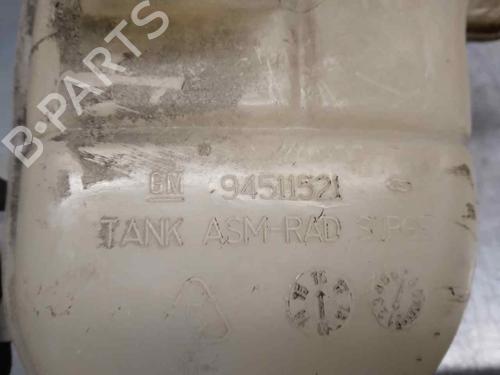 B-PARTS
GM 94511521
TANK ASM-RAD SURGE